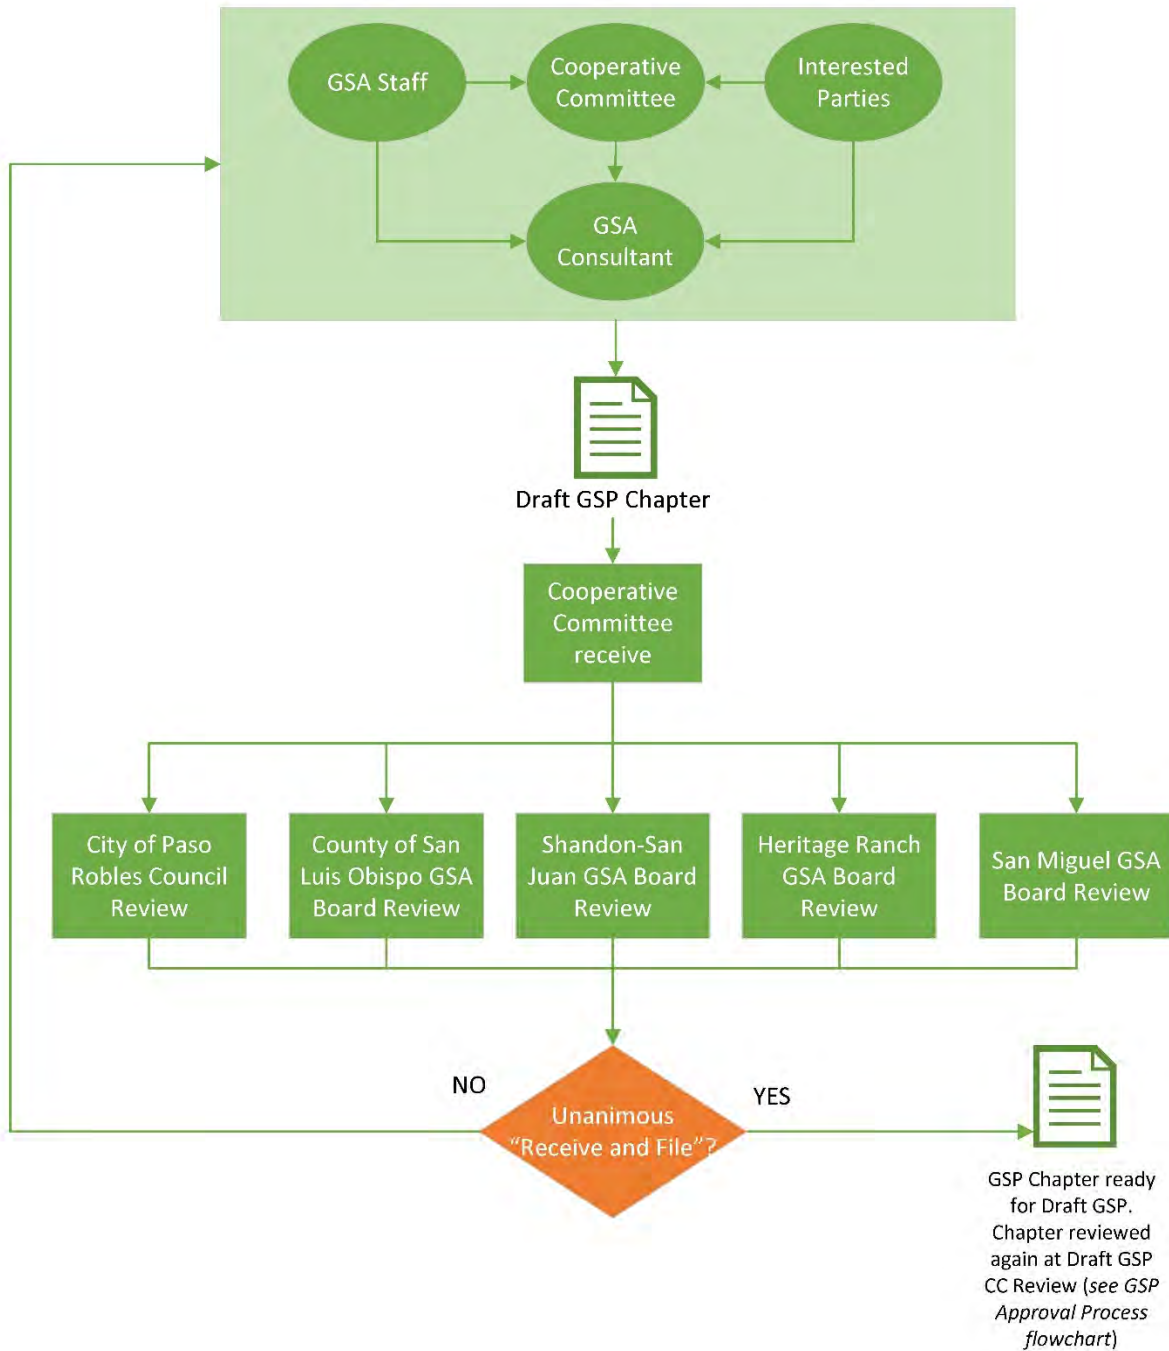 GSA Staff
Cooperative
Committee
Interested
Parties
GSA
Consultant
Draft GSP Chapter
Cooperative
Committee
receive
City of Paso
Robles Council
Review
County of San
Luis Obispo GSA
Board Review
Shandon-San
Juan GSA Board
Review
Heritage Ranch
GSA Board
Review
San Miguel GSA
Board Review
NO
Unanimous
“Receive and File”?
YES
GSP Chapter ready
for Draft GSP.
Chapter reviewed
again at Draft GSP
CC Review (see GSP
Approval Process
flowchart)